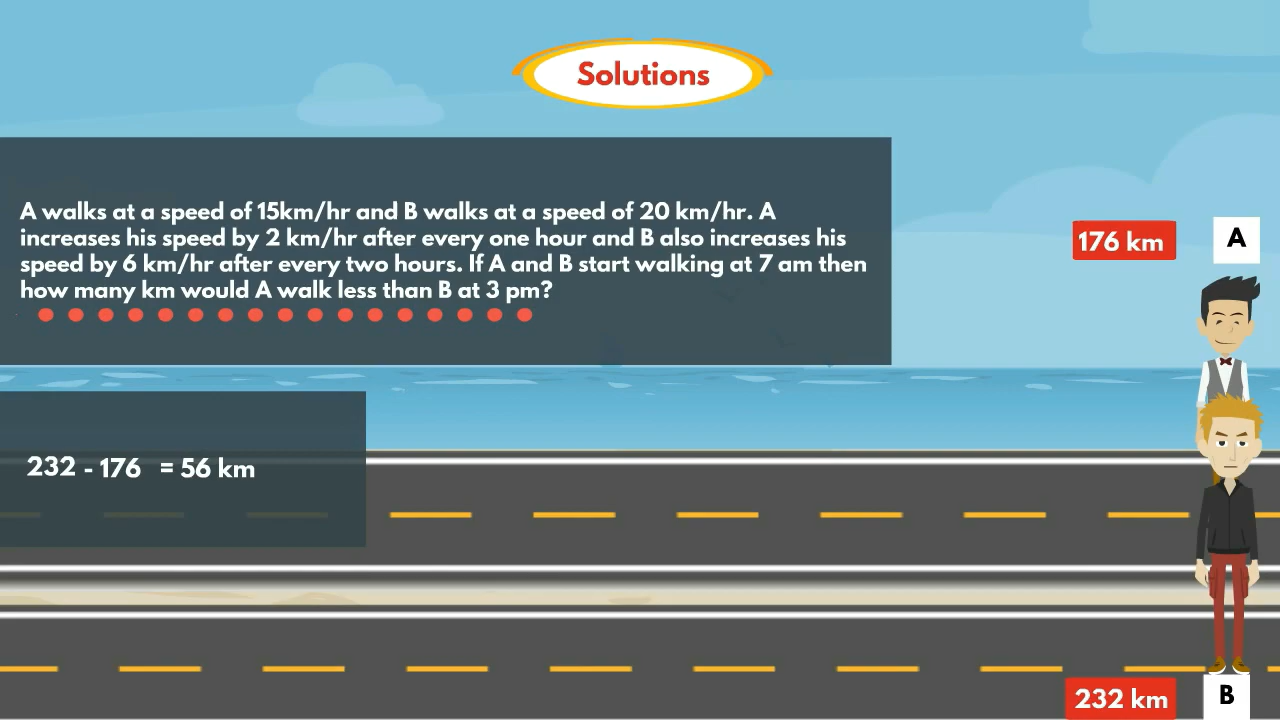 Solutions
A walks at a speed of 15km/hr and B walks at a speed of 20 km/hr. A
increases his speed by 2 km/hr after every one hour and B also increases his
speed by 6 km/hr after every two hours. If A and B start walking at 7 am then
how many km would A walk less than B at 3 pm?
176 km A
232 - 176 = 56 km
232 km B